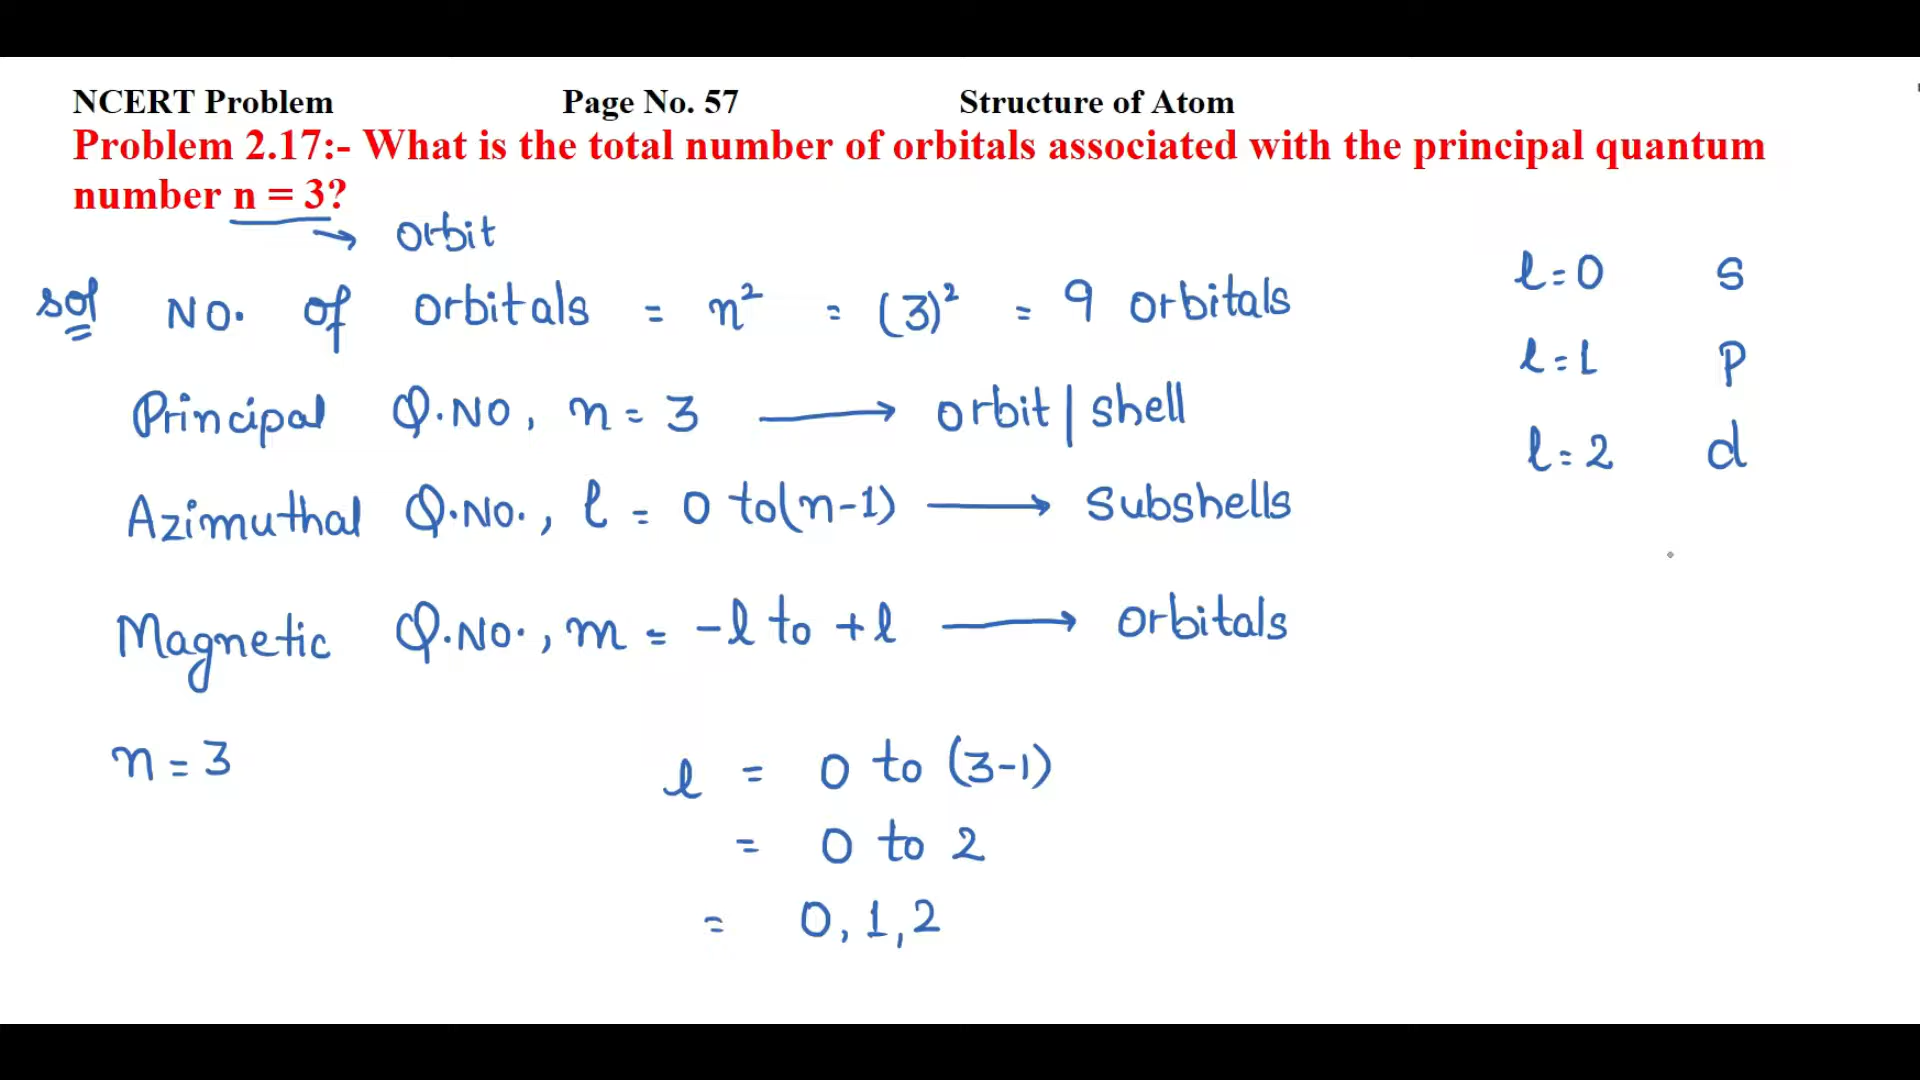 NCERT Problem Page No. 57 Structure of Atom
Problem 2.17:- What is the total number of orbitals associated with the principal quantum
number n = 3?
→ orbit
sol No. of orbitals = n² = (3)² = 9 orbitals
Principal Q.No, n = 3 ⟶ orbit | shell
Azimuthal Q.No., l = 0 to (n-1) ⟶ Subshells
Magnetic Q.No., m = -l to +l ⟶ orbitals
n = 3
l = 0 to (3-1)
= 0 to 2
= 0, 1, 2
l = 0 s
l = 1 p
l = 2 d